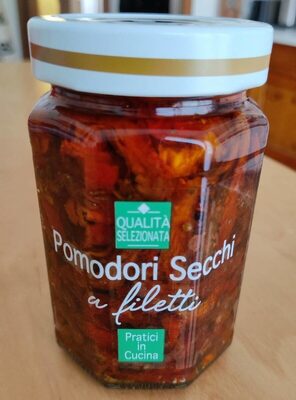 QUALITÀ
SELEZIONATA
Pomodori Secchi
a filetti
Pratici
in
Cucina